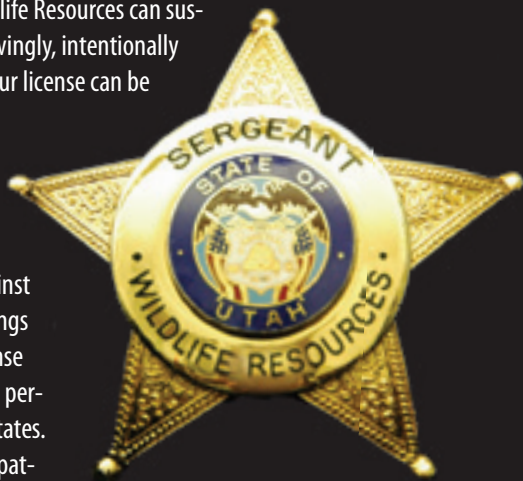 life Resources can sus-
wingly, intentionally
ur license can be
inst
ngs
nse
per-
tates.
pat-
SERGEANT
STATE OF
UTAH
• WILDLIFE RESOURCES •